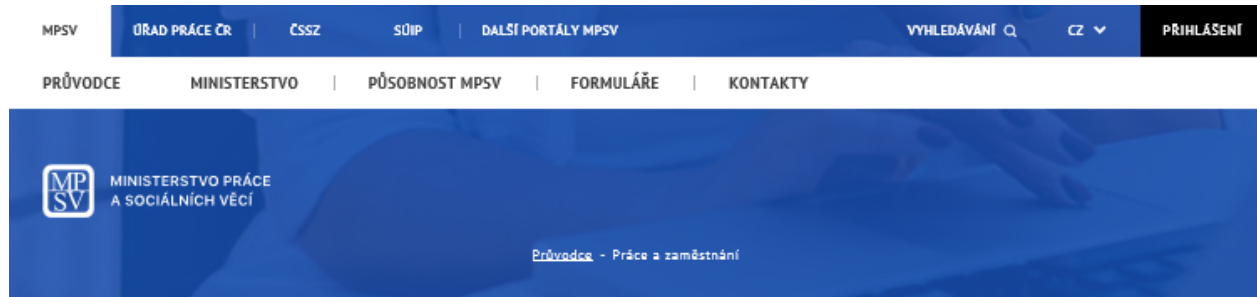 MPSV ÚŘAD PRÁCE ČR | ČSSZ SÚIP | DALŠÍ PORTÁLY MPSV VYHLEDÁVÁNÍ CZ PŘIHLÁŠENÍ
PRŮVODCE MINISTERSTVO | PŮSOBNOST MPSV | FORMULÁŘE | KONTAKTY
MP
SV
MINISTERSTVO PRÁCE
A SOCIÁLNÍCH VĚCÍ
Průvodce - Práce a zaměstnání